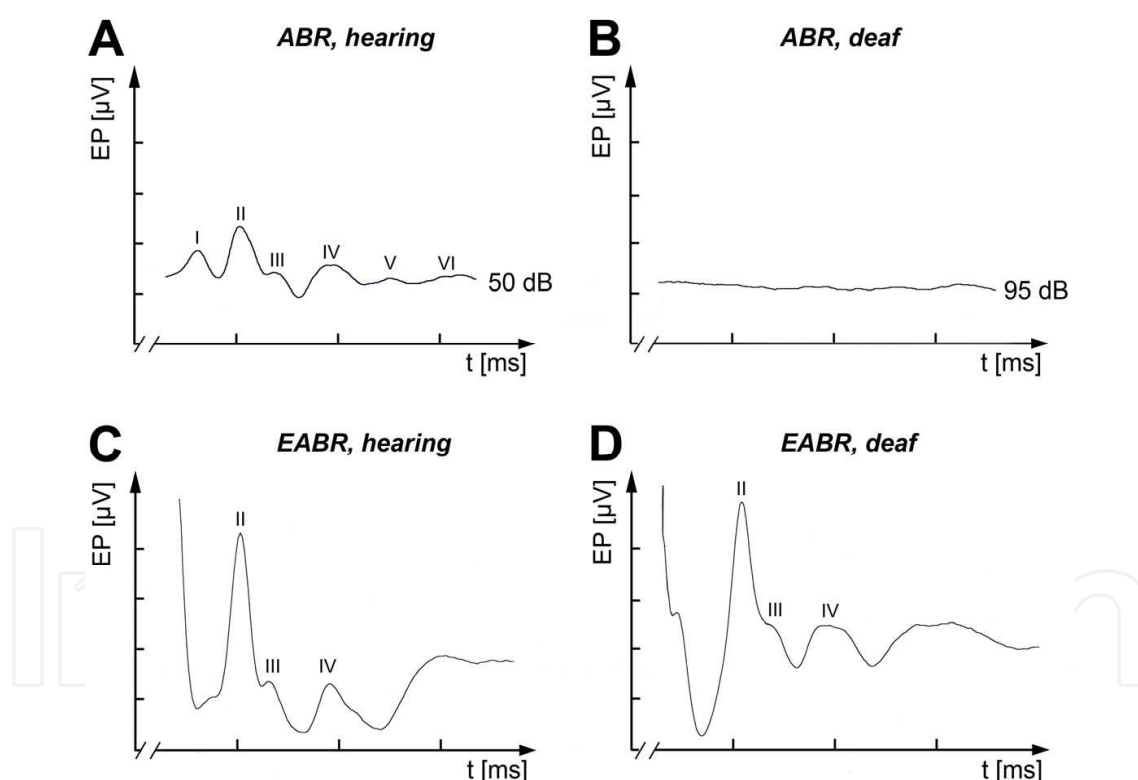 A
ABR, hearing
EP [µV]
I
II
III
IV
V
VI
50 dB
t [ms]
B
ABR, deaf
EP [µV]
95 dB
t [ms]
C
EABR, hearing
EP [µV]
II
III
IV
t [ms]
D
EABR, deaf
EP [µV]
II
III
IV
t [ms]